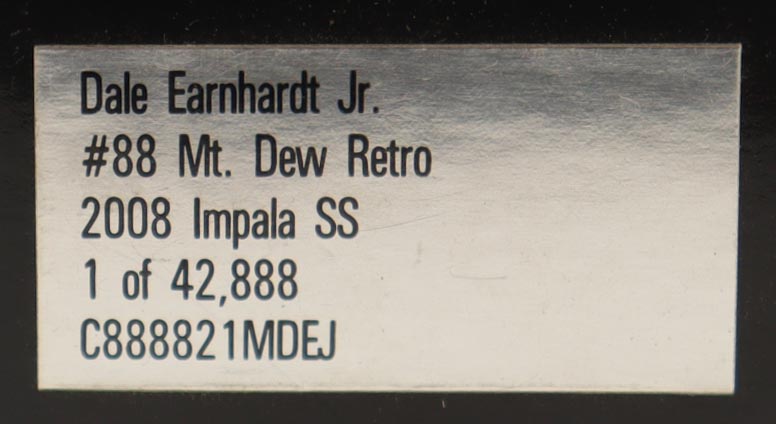 Dale Earnhardt Jr.
#88 Mt. Dew Retro
2008 Impala SS
1 of 42,888
C888821MDEJ